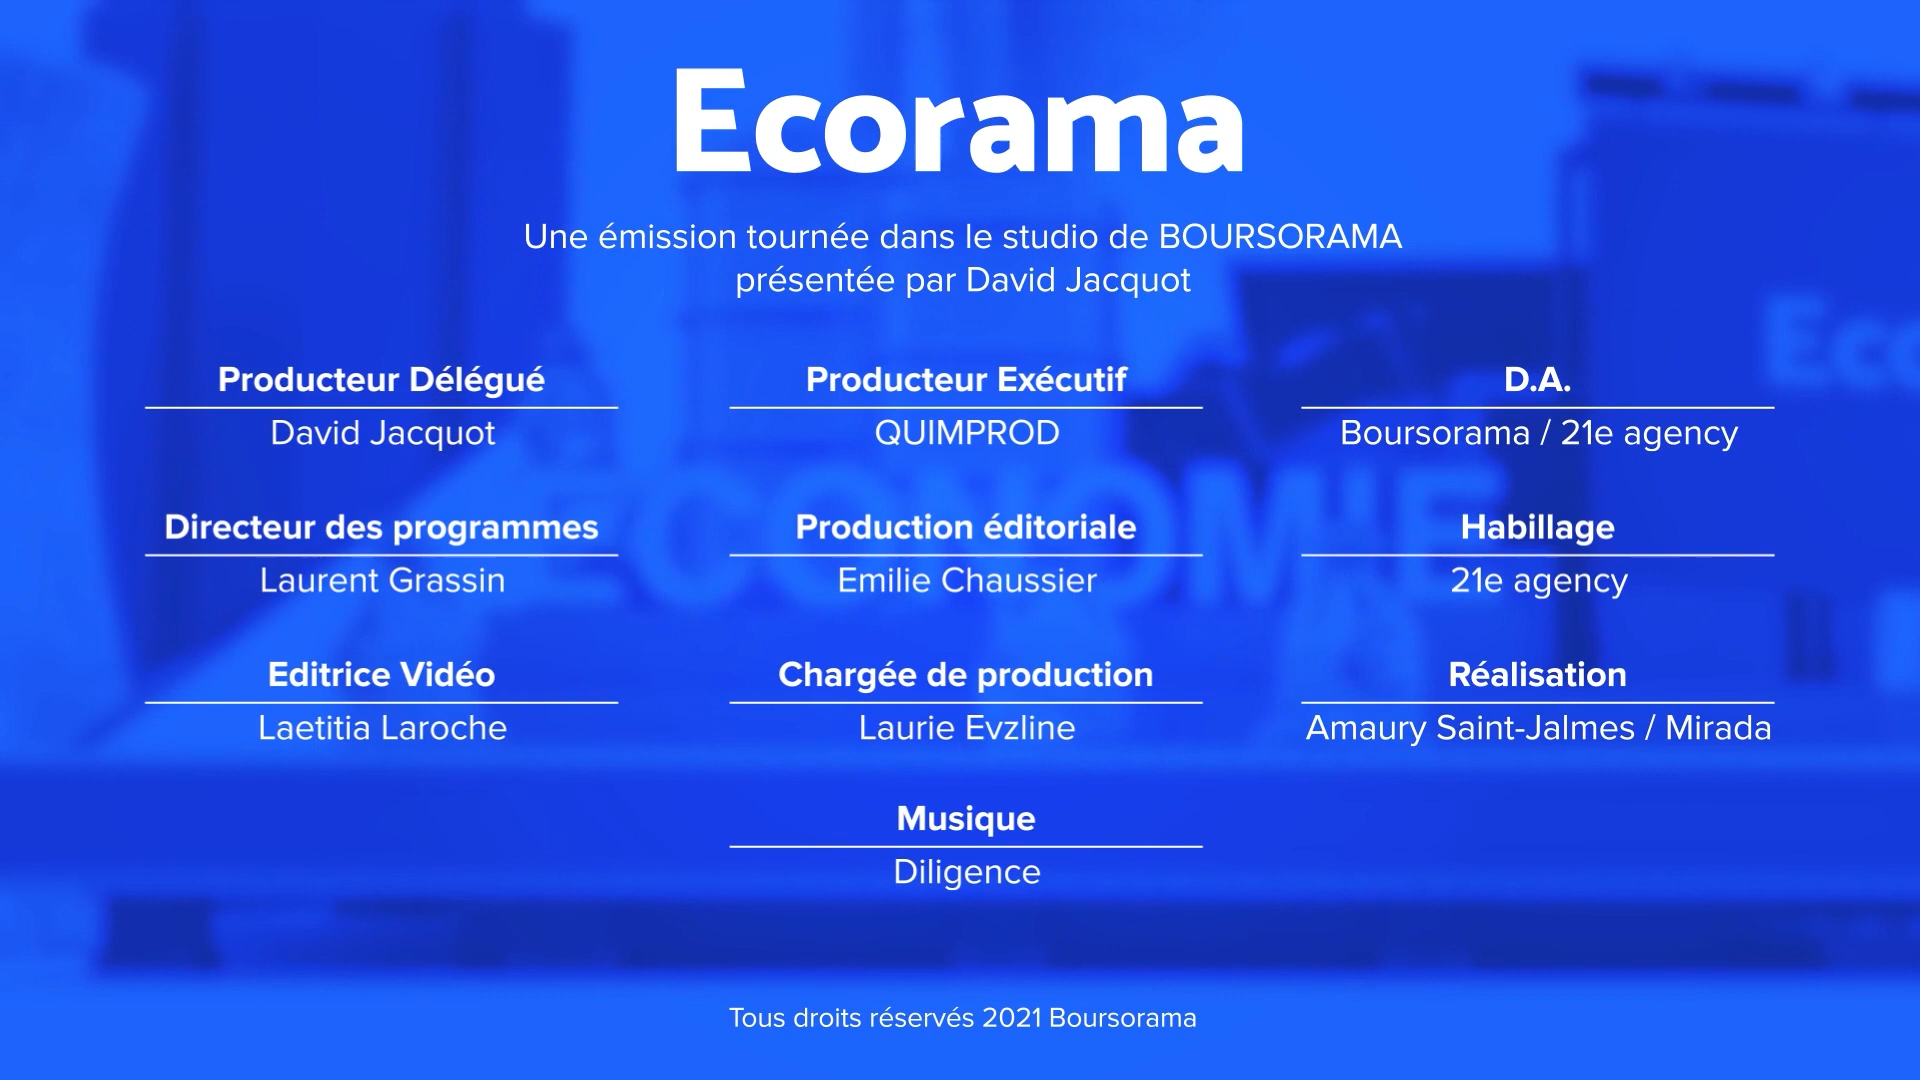 Ecorama
Une émission tournée dans le studio de BOURSORAMA
présentée par David Jacquot
Producteur Délégué
David Jacquot
Producteur Exécutif
QUIMPROD
D.A.
Boursorama / 21e agency
Directeur des programmes
Laurent Grassin
Production éditoriale
Emilie Chaussier
Habillage
21e agency
Editrice Vidéo
Laetitia Laroche
Chargée de production
Laurie Evzline
Réalisation
Amaury Saint-Jalmes / Mirada
Musique
Diligence
Tous droits réservés 2021 Boursorama
ECONOMIE
Eco